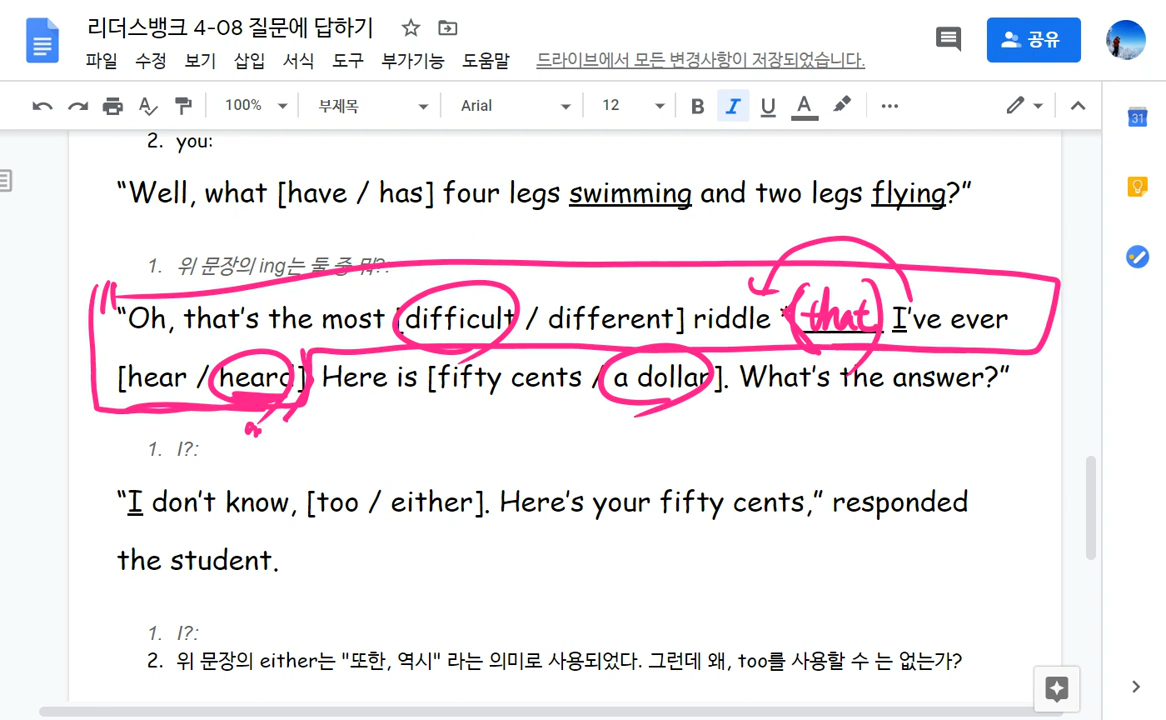 리더스뱅크 4-08 질문에 답하기
파일 수정 보기 삽입 서식 도구 부가기능 도움말 드라이브에서 모든 변경사항이 저장되었습니다.
공유
100% 부제목 Arial 12 B I U A
31
2. you:
“Well, what [have / has] four legs swimming and two legs flying?”
1. 위 문장의 ing는 둘 중 뭐?:
“Oh, that’s the most [difficult / different] riddle (that) I’ve ever
[hear / heard]. Here is [fifty cents / a dollar]. What’s the answer?”
1. I?:
“I don’t know, [too / either]. Here’s your fifty cents,” responded
the student.
1. I?:
2. 위 문장의 either는 "또한, 역시" 라는 의미로 사용되었다. 그런데 왜, too를 사용할 수 는 없는가?